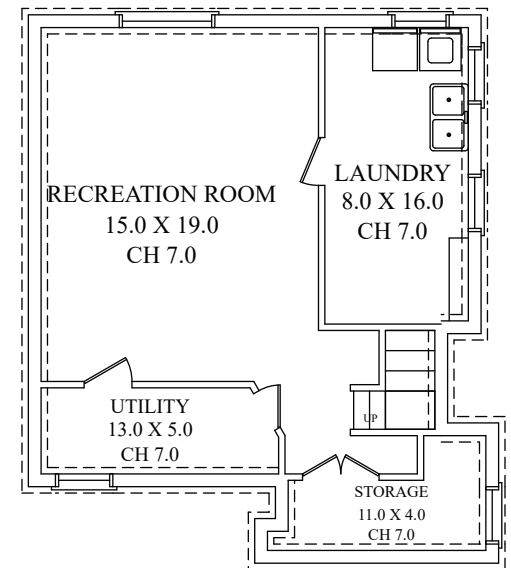 LAUNDRY
8.0 X 16.0
CH 7.0
RECREATION ROOM
15.0 X 19.0
CH 7.0
UTILITY
13.0 X 5.0
CH 7.0
UP
STORAGE
11.0 X 4.0
CH 7.0